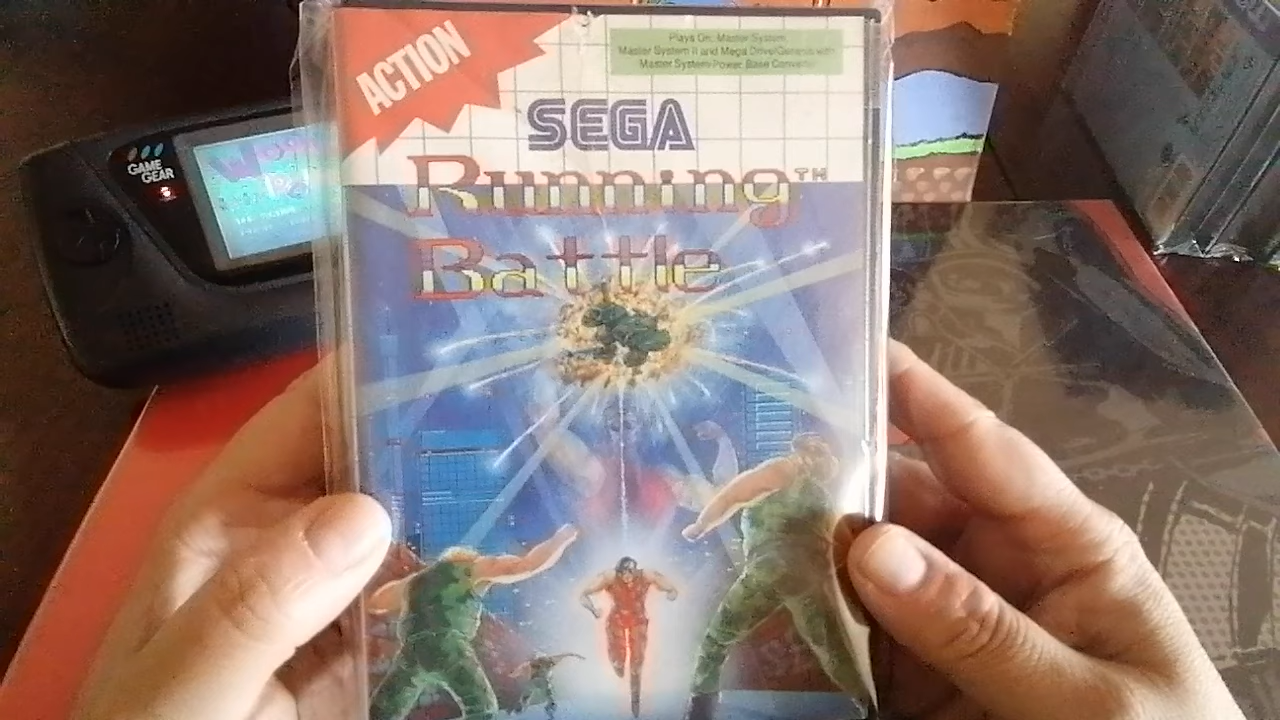 ACTION
Plays On: Master System,
Master System II and Mega Drive/Genesis with
Master System-Power Base Converter
SEGA
Running™
Battle
GAME
GEAR